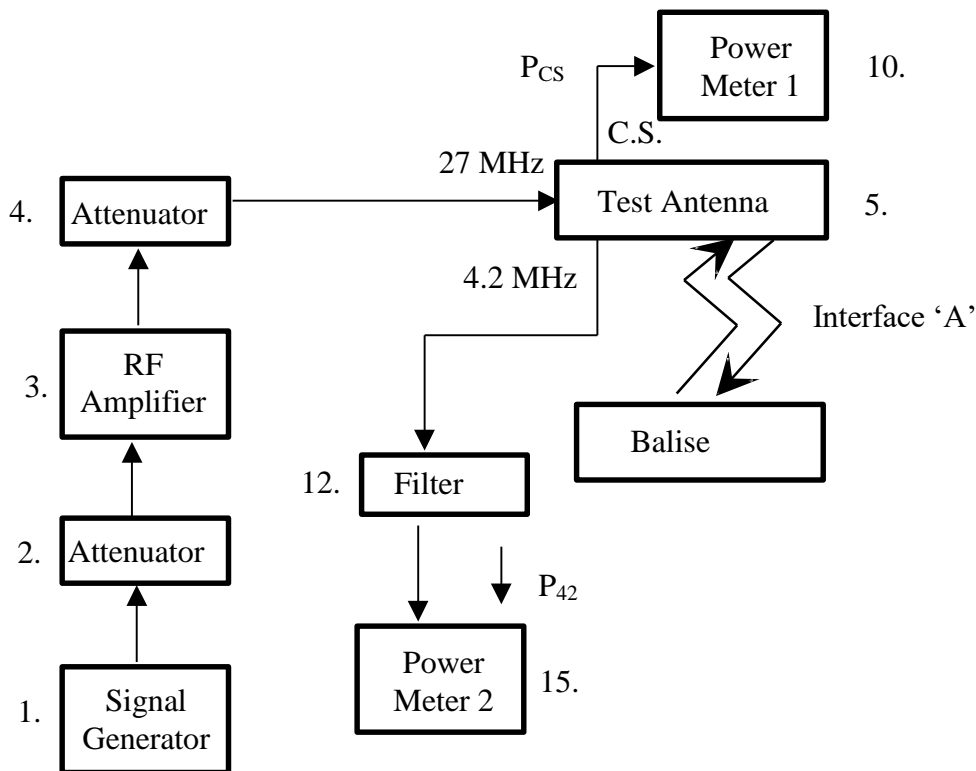 Power
Meter 1
10.
P_CS
C.S.
27 MHz
4.
Attenuator
Test Antenna
5.
4.2 MHz
Interface ‘A’
3.
RF
Amplifier
Balise
12.
Filter
2.
Attenuator
P_42
Power
Meter 2
15.
1.
Signal
Generator